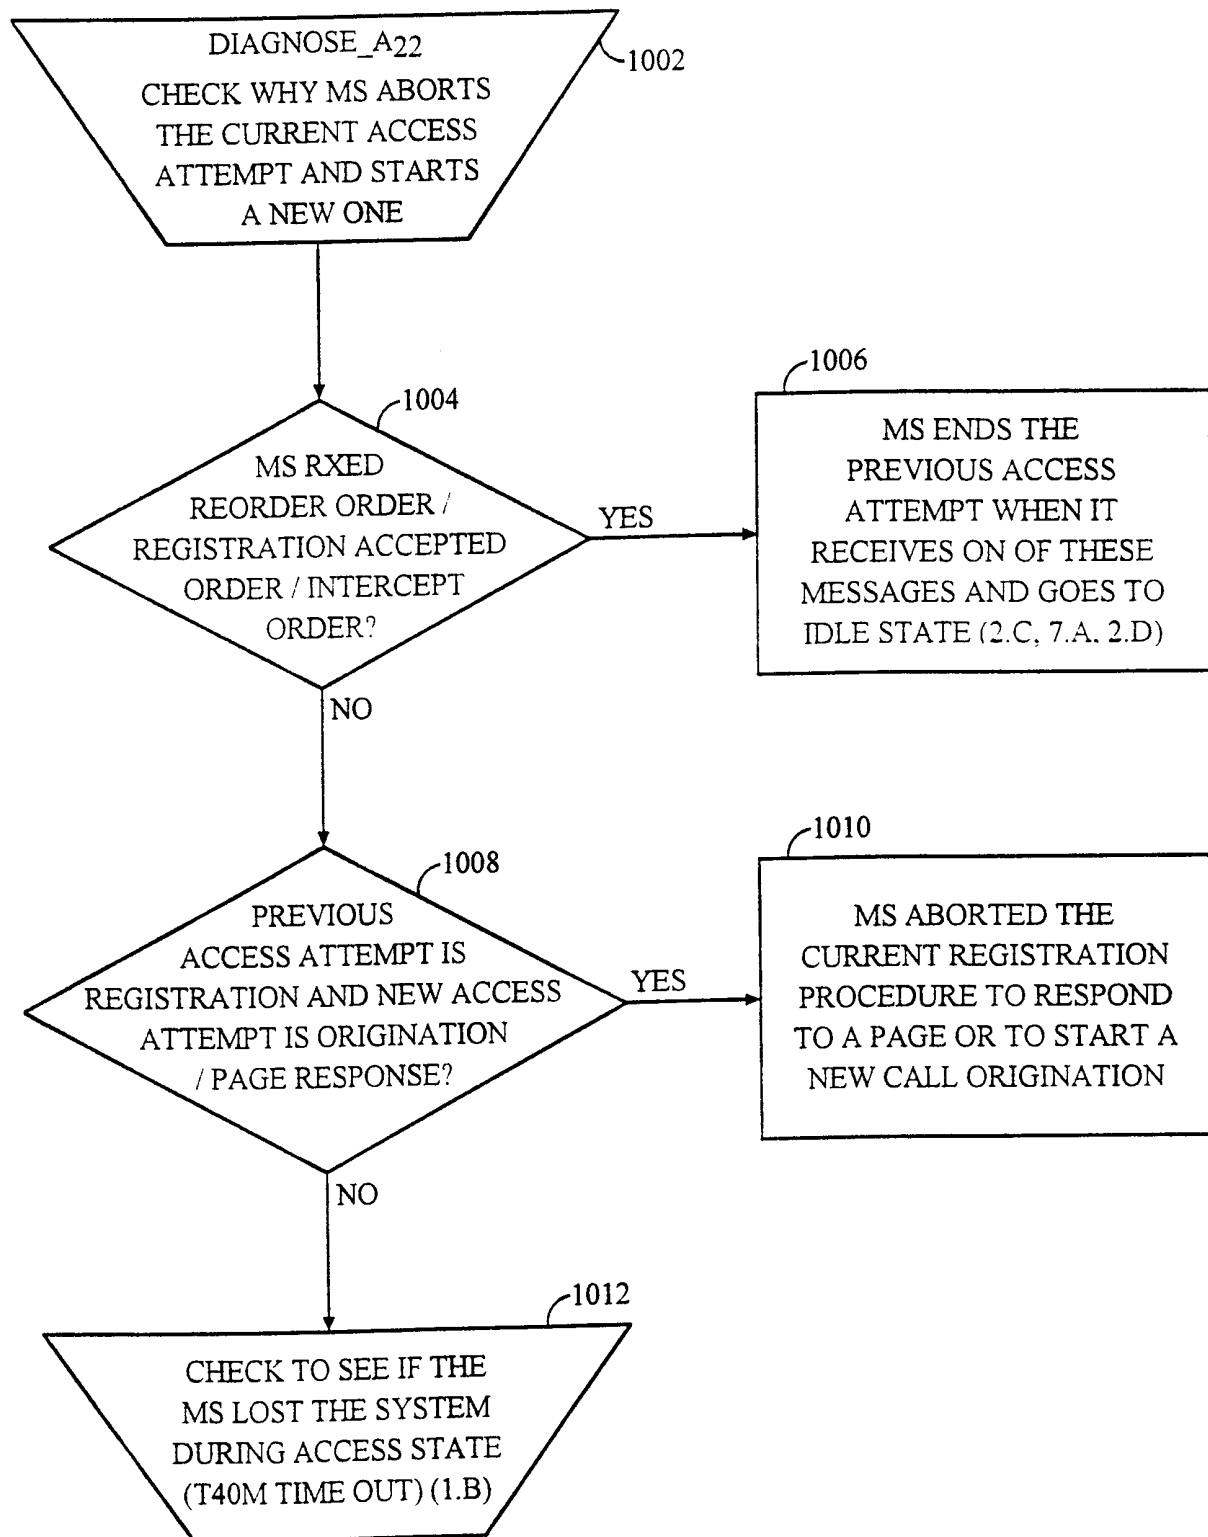 DIAGNOSE_A22
CHECK WHY MS ABORTS
THE CURRENT ACCESS
ATTEMPT AND STARTS
A NEW ONE
1002
1004
MS RXED
REORDER ORDER /
REGISTRATION ACCEPTED
ORDER / INTERCEPT
ORDER?
YES
NO
1006
MS ENDS THE
PREVIOUS ACCESS
ATTEMPT WHEN IT
RECEIVES ON OF THESE
MESSAGES AND GOES TO
IDLE STATE (2.C, 7.A. 2.D)
1008
PREVIOUS
ACCESS ATTEMPT IS
REGISTRATION AND NEW ACCESS
ATTEMPT IS ORIGINATION
/ PAGE RESPONSE?
YES
NO
1010
MS ABORTED THE
CURRENT REGISTRATION
PROCEDURE TO RESPOND
TO A PAGE OR TO START A
NEW CALL ORIGINATION
1012
CHECK TO SEE IF THE
MS LOST THE SYSTEM
DURING ACCESS STATE
(T40M TIME OUT) (1.B)